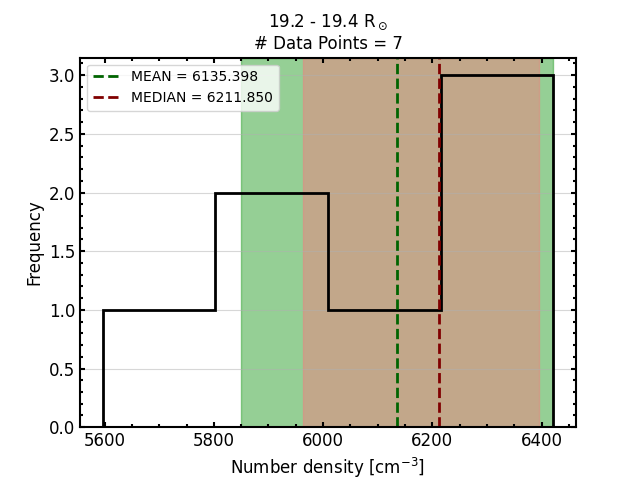 19.2 - 19.4 R⊙
# Data Points = 7
MEAN = 6135.398
MEDIAN = 6211.850
3.0
2.5
2.0
1.5
1.0
0.5
0.0
Frequency
5600 5800 6000 6200 6400
Number density [cm⁻³]